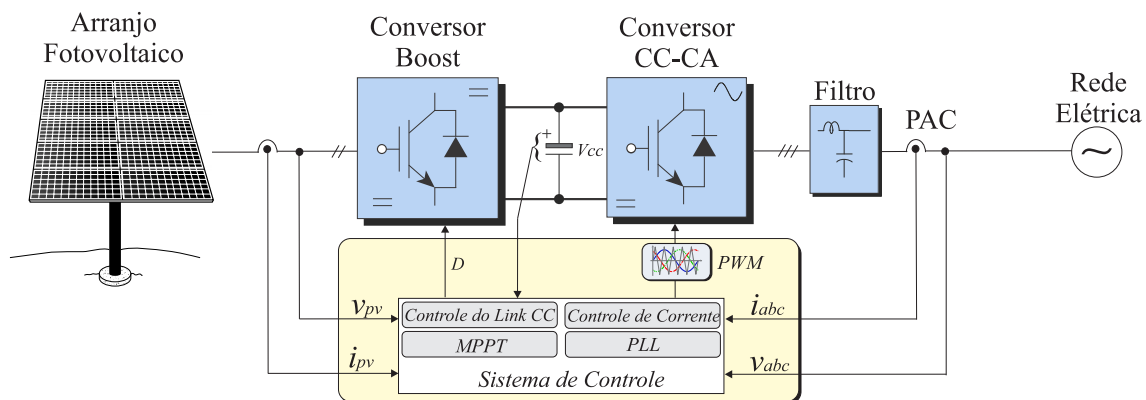 Arranjo
Fotovoltaico
Conversor
Boost
Conversor
CC-CA
Filtro
PAC
Rede
Elétrica
+
Vcc
D
PWM
vpv
ipv
Controle do Link CC
Controle de Corrente
MPPT
PLL
Sistema de Controle
iabc
vabc